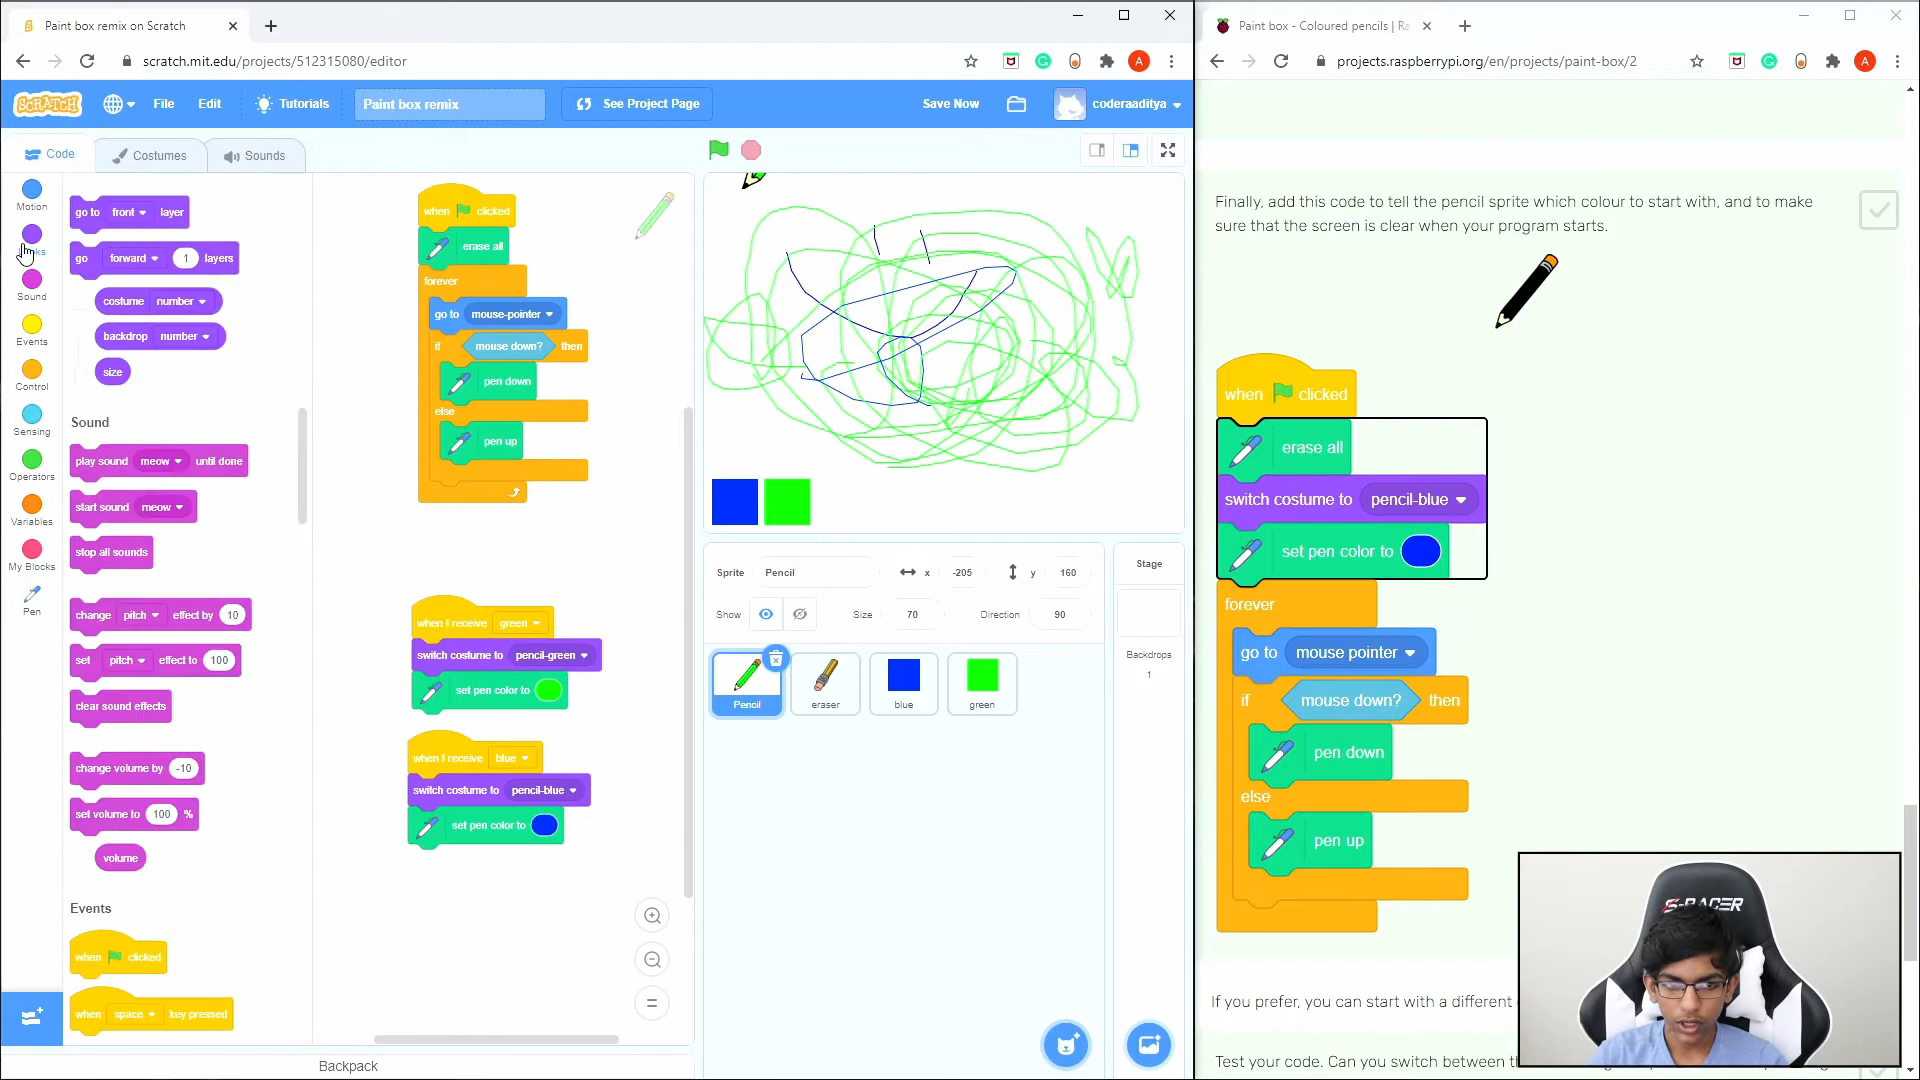 Paint box remix on Scratch
scratch.mit.edu/projects/512315080/editor
A
SCRATCH
File
Edit
Tutorials
Paint box remix
See Project Page
Save Now
coderaaditya
Code
Costumes
Sounds
Motion
Looks
Sound
Events
Control
Sensing
Operators
Variables
My Blocks
Pen
go to front layer
go forward 1 layers
costume number
backdrop number
size
Sound
play sound meow until done
start sound meow
stop all sounds
change pitch effect by 10
set pitch effect to 100
clear sound effects
change volume by -10
set volume to 100 %
volume
Events
when clicked
when space key pressed
when clicked
erase all
forever
go to mouse-pointer
if mouse down? then
pen down
else
pen up
when I receive green
switch costume to pencil-green
set pen color to
when I receive blue
switch costume to pencil-blue
set pen color to
Backpack
Sprite Pencil x -205 y 160
Show Size 70 Direction 90
Pencil
eraser
blue
green
Stage
Backdrops
1
Paint box - Coloured pencils |
projects.raspberrypi.org/en/projects/paint-box/2
A
Finally, add this code to tell the pencil sprite which colour to start with, and to make
sure that the screen is clear when your program starts.
when clicked
erase all
switch costume to pencil-blue
set pen color to
forever
go to mouse pointer
if mouse down? then
pen down
else
pen up
If you prefer, you can start with a different
Test your code. Can you switch between
S-RACER